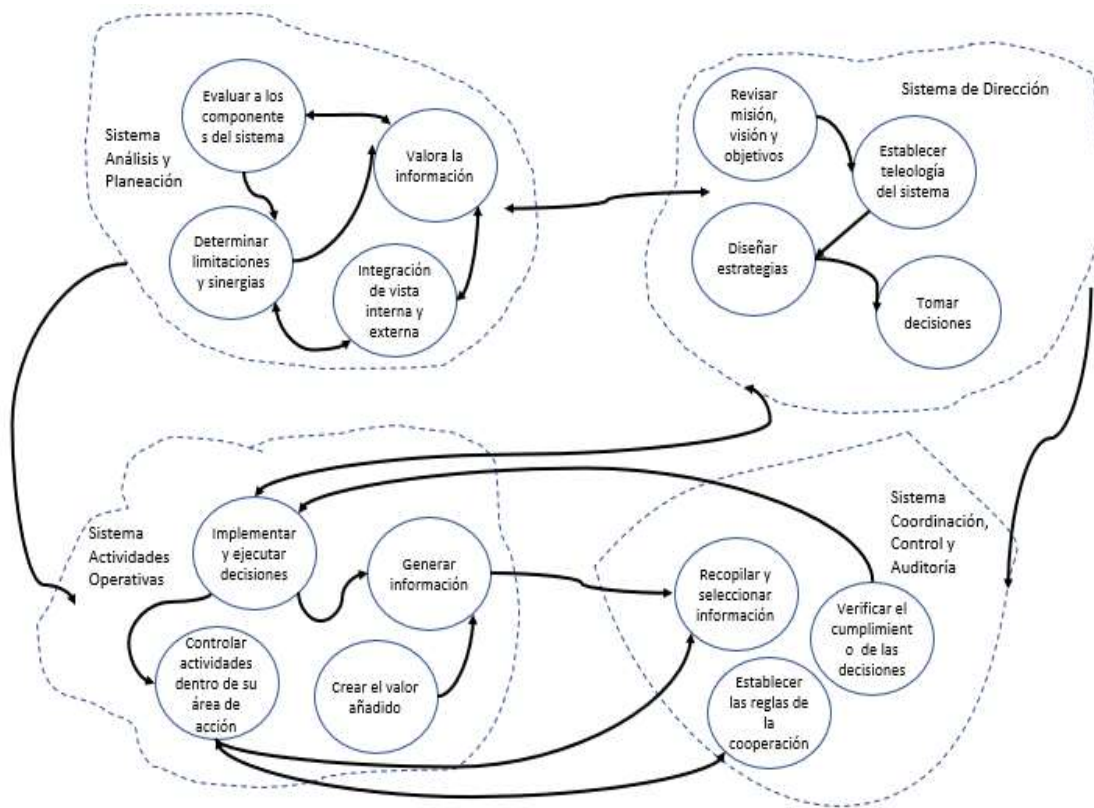 Sistema
Análisis y
Planeación
Evaluar a los
componente
s del sistema
Valora la
información
Determinar
limitaciones
y sinergias
Integración
de vista
interna y
externa
Sistema de Dirección
Revisar
misión,
visión y
objetivos
Establecer
teleología
del sistema
Diseñar
estrategias
Tomar
decisiones
Sistema
Actividades
Operativas
Implementar
y ejecutar
decisiones
Generar
información
Controlar
actividades
dentro de su
área de
acción
Crear el valor
añadido
Sistema
Coordinación,
Control y
Auditoría
Recopilar y
seleccionar
información
Verificar el
cumplimient
o de las
decisiones
Establecer
las reglas de
la
cooperación